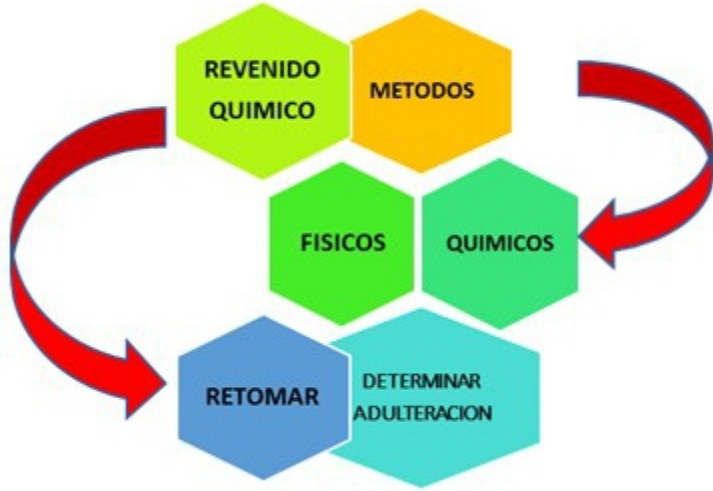 REVENIDO
QUIMICO
METODOS
FISICOS
QUIMICOS
RETOMAR
DETERMINAR
ADULTERACION